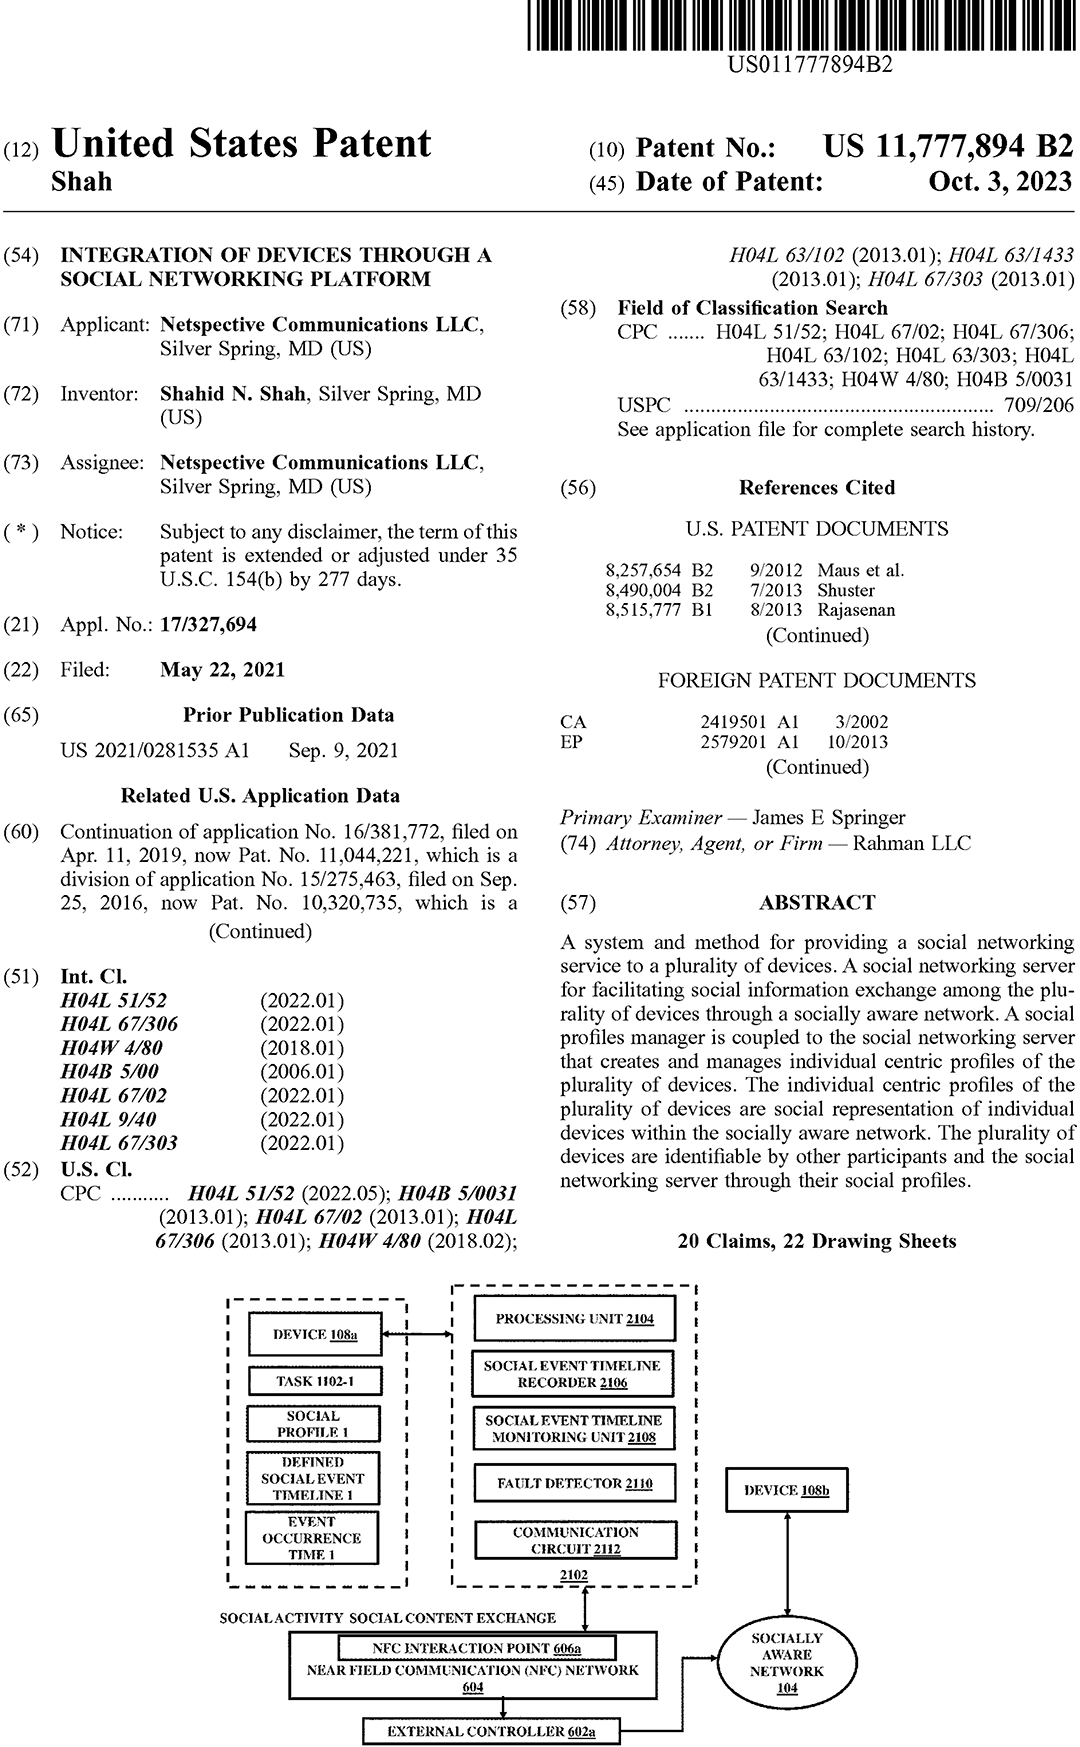 US011777894B2
(12) United States Patent
Shah
(10) Patent No.: US 11,777,894 B2
(45) Date of Patent: Oct. 3, 2023
(54) INTEGRATION OF DEVICES THROUGH A
SOCIAL NETWORKING PLATFORM
(71) Applicant: Netspective Communications LLC,
Silver Spring, MD (US)
(72) Inventor: Shahid N. Shah, Silver Spring, MD
(US)
(73) Assignee: Netspective Communications LLC,
Silver Spring, MD (US)
( * ) Notice: Subject to any disclaimer, the term of this
patent is extended or adjusted under 35
U.S.C. 154(b) by 277 days.
(21) Appl. No.: 17/327,694
(22) Filed: May 22, 2021
(65) Prior Publication Data
US 2021/0281535 A1 Sep. 9, 2021
Related U.S. Application Data
(60) Continuation of application No. 16/381,772, filed on
Apr. 11, 2019, now Pat. No. 11,044,221, which is a
division of application No. 15/275,463, filed on Sep.
25, 2016, now Pat. No. 10,320,735, which is a
(Continued)
(51) Int. Cl.
H04L 51/52 (2022.01)
H04L 67/306 (2022.01)
H04W 4/80 (2018.01)
H04B 5/00 (2006.01)
H04L 67/02 (2022.01)
H04L 9/40 (2022.01)
H04L 67/303 (2022.01)
(52) U.S. Cl.
CPC ........... H04L 51/52 (2022.05); H04B 5/0031
(2013.01); H04L 67/02 (2013.01); H04L
67/306 (2013.01); H04W 4/80 (2018.02);
H04L 63/102 (2013.01); H04L 63/1433
(2013.01); H04L 67/303 (2013.01)
(58) Field of Classification Search
CPC ....... H04L 51/52; H04L 67/02; H04L 67/306;
H04L 63/102; H04L 63/303; H04L
63/1433; H04W 4/80; H04B 5/0031
USPC .......................................................... 709/206
See application file for complete search history.
(56) References Cited
U.S. PATENT DOCUMENTS
8,257,654 B2 9/2012 Maus et al.
8,490,004 B2 7/2013 Shuster
8,515,777 B1 8/2013 Rajasenan
(Continued)
FOREIGN PATENT DOCUMENTS
CA 2419501 A1 3/2002
EP 2579201 A1 10/2013
(Continued)
Primary Examiner — James E Springer
(74) Attorney, Agent, or Firm — Rahman LLC
(57) ABSTRACT
A system and method for providing a social networking
service to a plurality of devices. A social networking server
for facilitating social information exchange among the plu-
rality of devices through a socially aware network. A social
profiles manager is coupled to the social networking server
that creates and manages individual centric profiles of the
plurality of devices. The individual centric profiles of the
plurality of devices are social representation of individual
devices within the socially aware network. The plurality of
devices are identifiable by other participants and the social
networking server through their social profiles.
20 Claims, 22 Drawing Sheets
DEVICE 108a
TASK 1102-1
SOCIAL
PROFILE 1
DEFINED
SOCIAL EVENT
TIMELINE 1
EVENT
OCCURRENCE
TIME 1
PROCESSING UNIT 2104
SOCIAL EVENT TIMELINE
RECORDER 2106
SOCIAL EVENT TIMELINE
MONITORING UNIT 2108
FAULT DETECTOR 2110
COMMUNICATION
CIRCUIT 2112
2102
DEVICE 108b
SOCIAL ACTIVITY SOCIAL CONTENT EXCHANGE
NFC INTERACTION POINT 606a
NEAR FIELD COMMUNICATION (NFC) NETWORK
604
EXTERNAL CONTROLLER 602a
SOCIALLY
AWARE
NETWORK
104